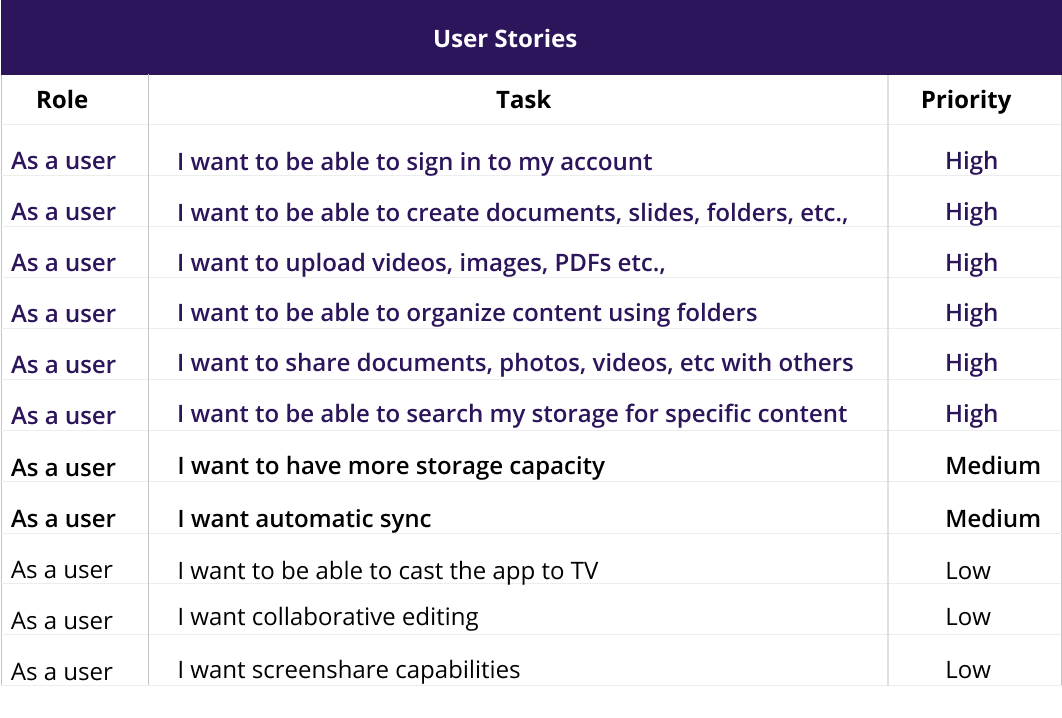 User Stories
Role Task Priority
As a user I want to be able to sign in to my account High
As a user I want to be able to create documents, slides, folders, etc., High
As a user I want to upload videos, images, PDFs etc., High
As a user I want to be able to organize content using folders High
As a user I want to share documents, photos, videos, etc with others High
As a user I want to be able to search my storage for specific content High
As a user I want to have more storage capacity Medium
As a user I want automatic sync Medium
As a user I want to be able to cast the app to TV Low
As a user I want collaborative editing Low
As a user I want screenshare capabilities Low